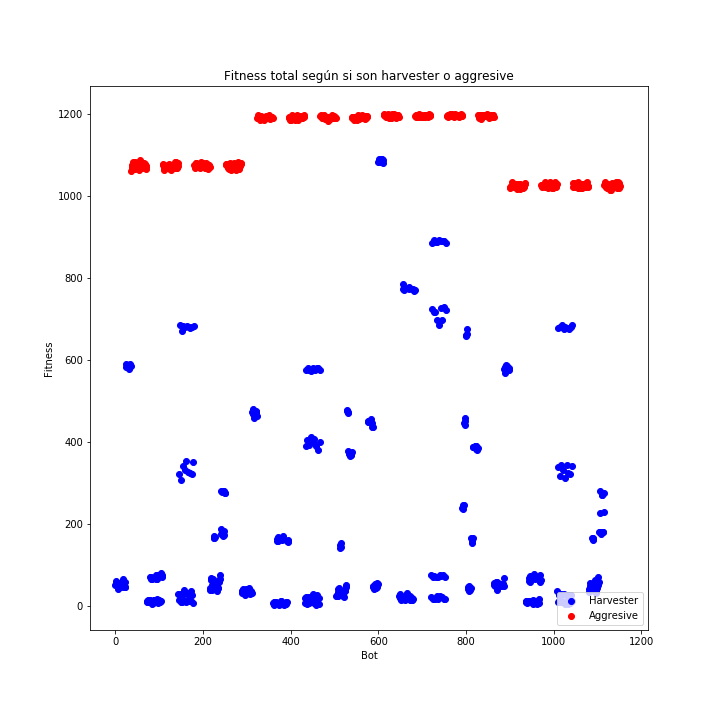 Fitness total según si son harvester o aggresive
1200
1000
800
600
400
200
0
Fitness
0 200 400 600 800 1000 1200
Bot
Harvester
Aggresive